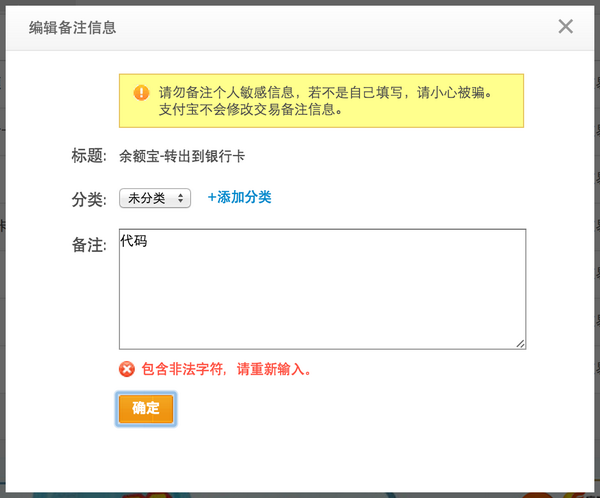 编辑备注信息
请勿备注个人敏感信息，若不是自己填写，请小心被骗。
支付宝不会修改交易备注信息。
标题: 余额宝-转出到银行卡
分类: 未分类 +添加分类
备注: 代码
包含非法字符，请重新输入。
确定